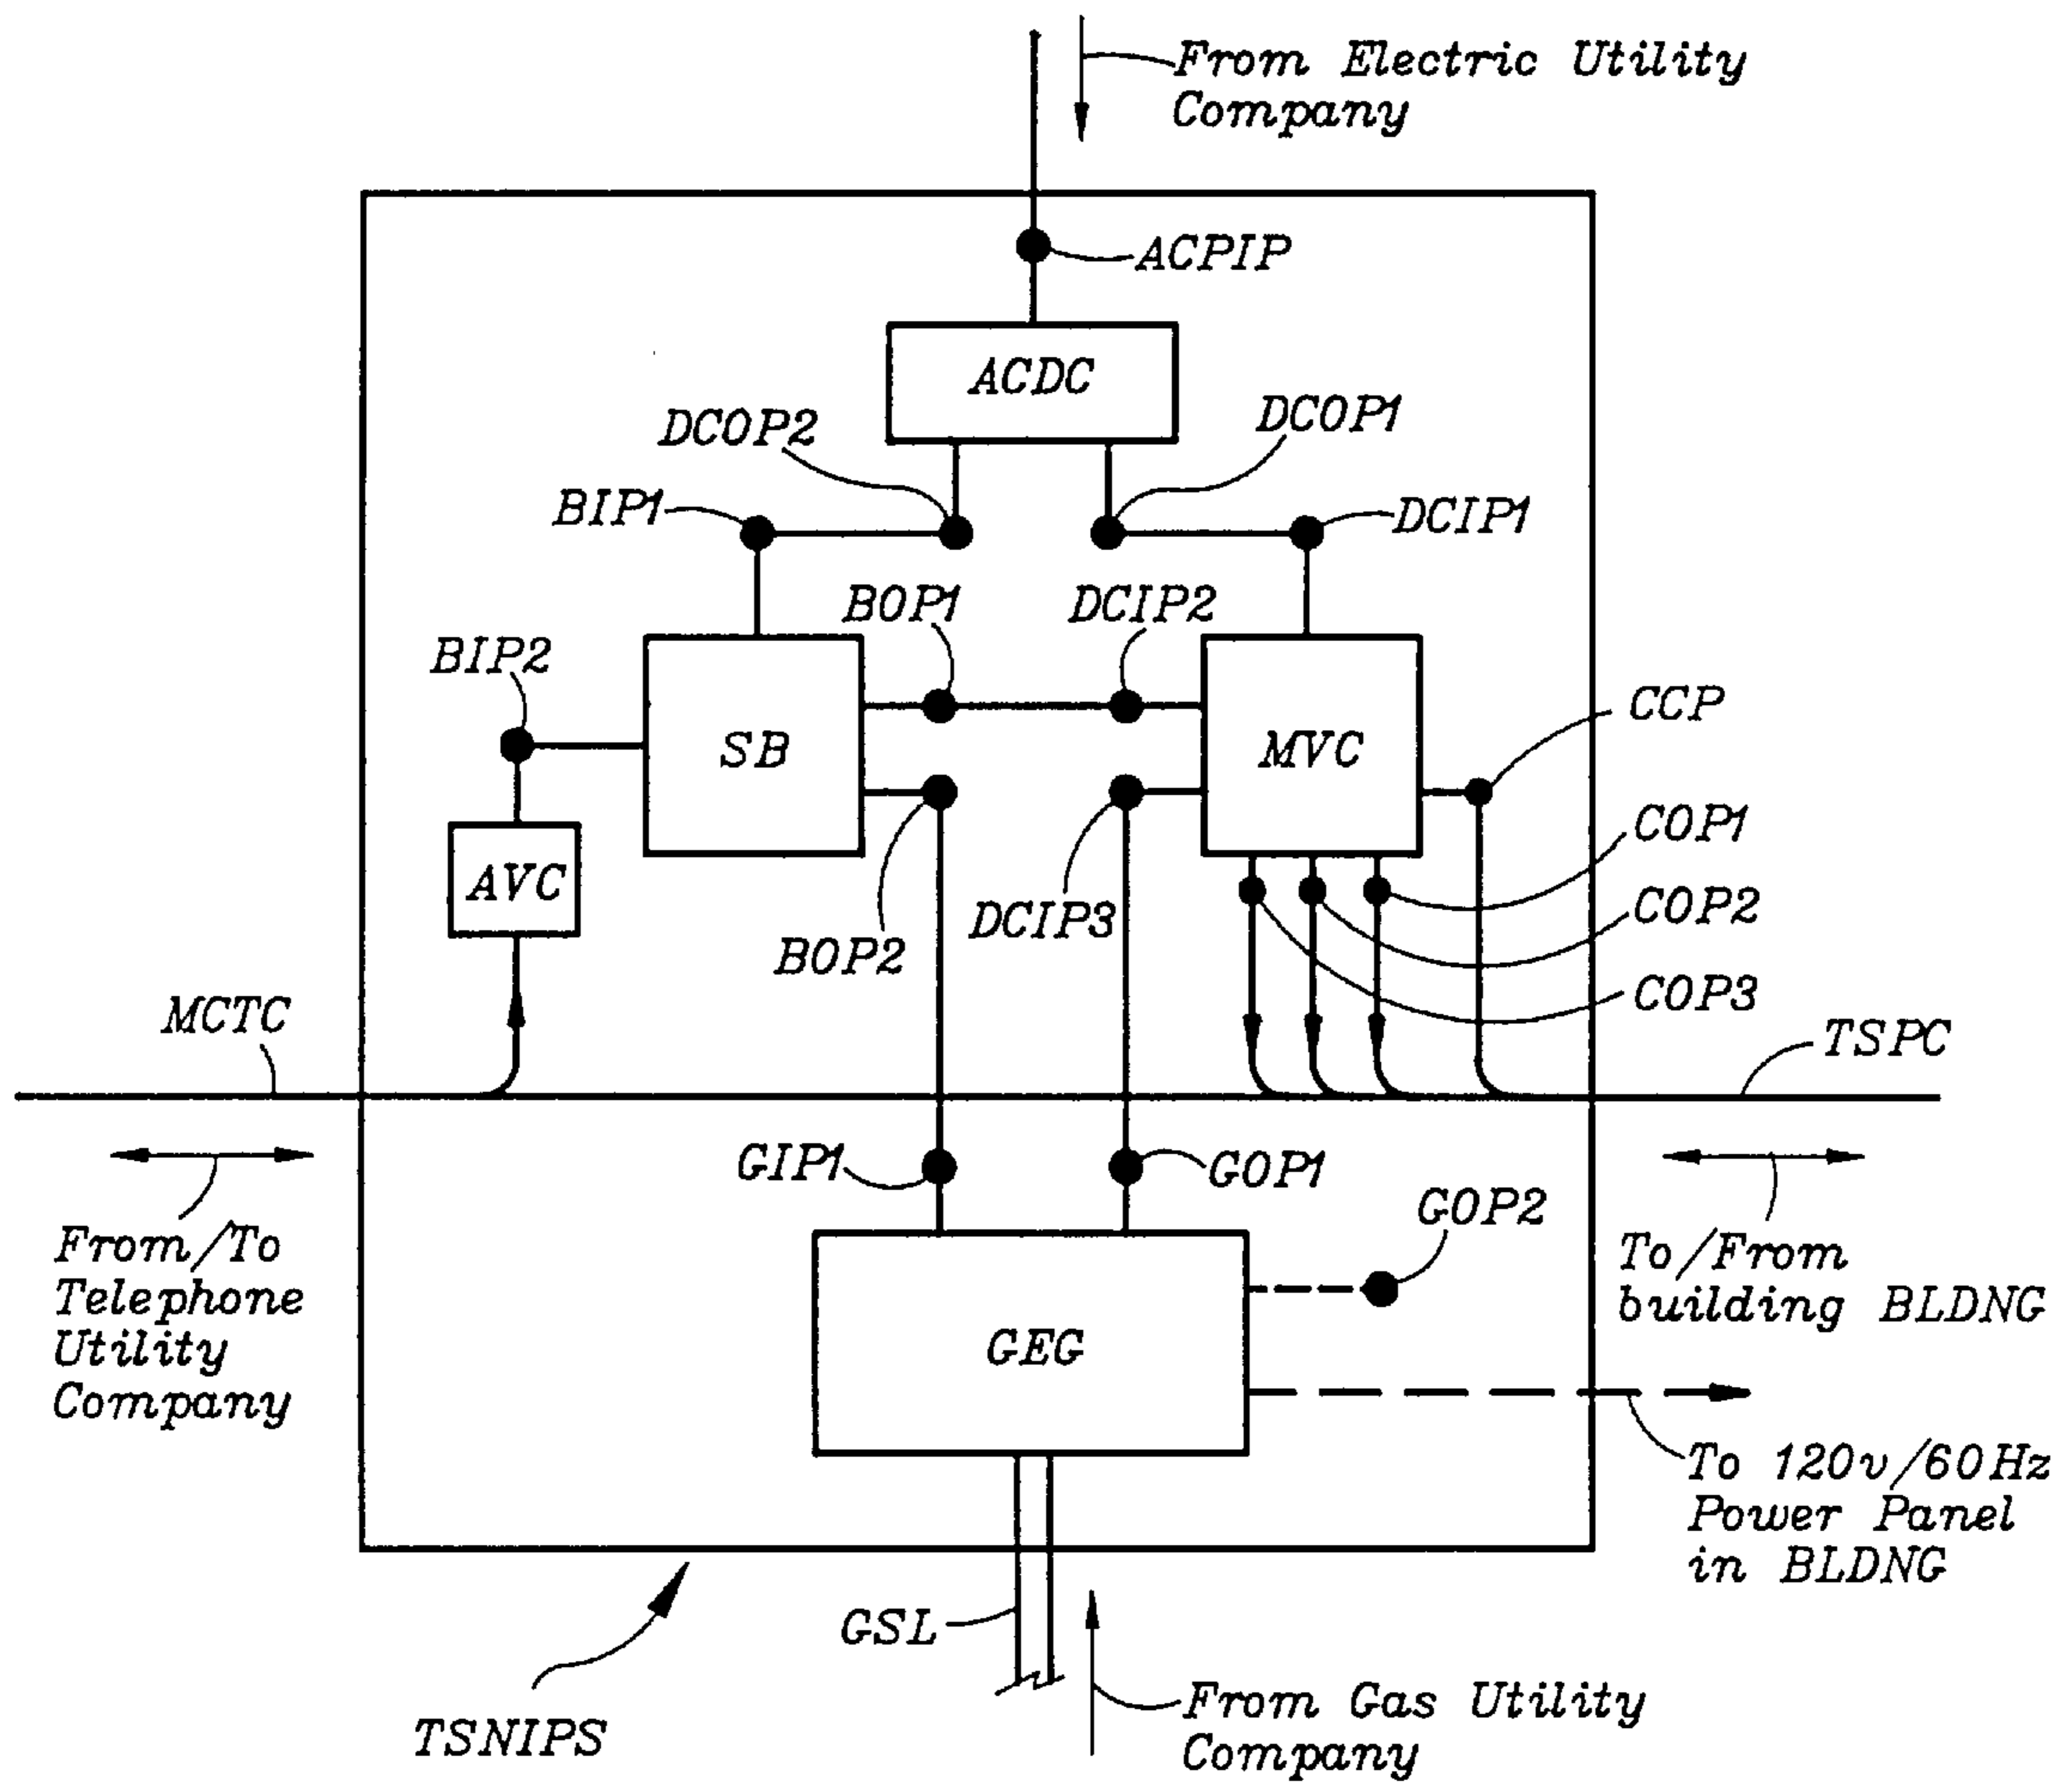 From Electric Utility
Company
ACPIP
ACDC
DCOP2
DCOP1
BIP1
DCIP1
BOP1
DCIP2
BIP2
CCP
SB
MVC
COP1
AVC
COP2
DCIP3
BOP2
COP3
MCTC
TSPC
GIP1
GOP1
GOP2
From/To
Telephone
Utility
Company
To/From
building BLDNG
GEG
To 120v/60Hz
Power Panel
in BLDNG
GSL
From Gas Utility
Company
TSNIPS